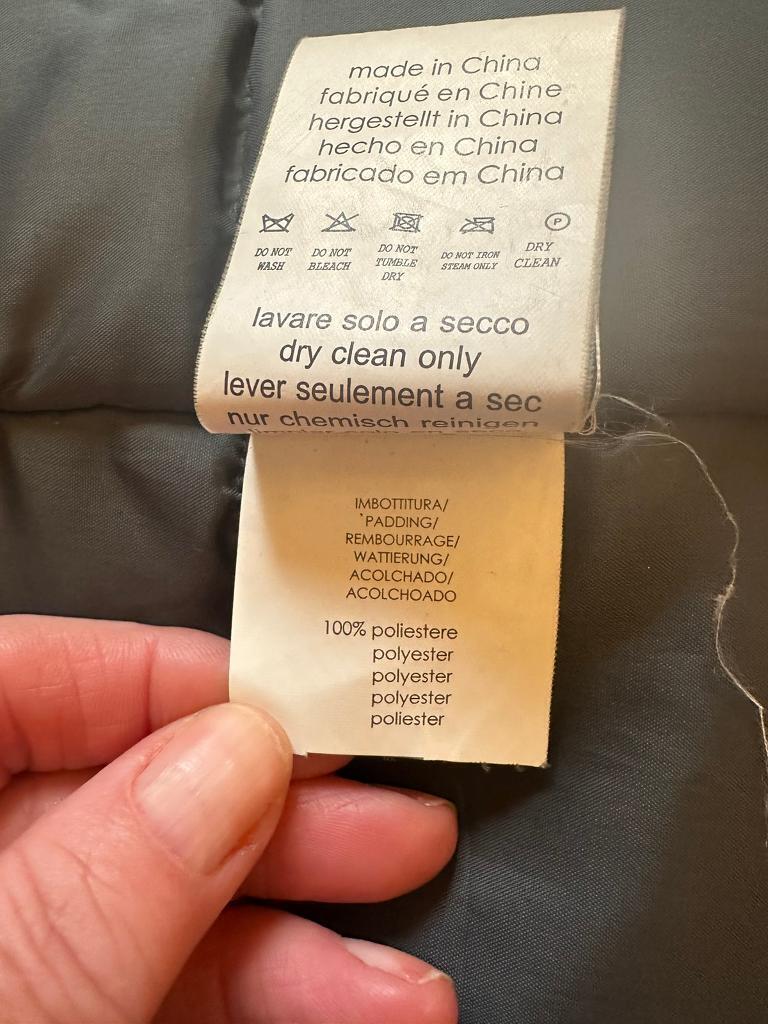 made in China
fabriqué en Chine
hergestellt in China
hecho en China
fabricado em China
P
DO NOT WASH
DO NOT BLEACH
DO NOT TUMBLE DRY
DO NOT IRON STEAM ONLY
DRY CLEAN
lavare solo a secco
dry clean only
lever seulement a sec
nur chemisch reinigen
IMBOTTITURA/
PADDING/
REMBOURRAGE/
WATTIERUNG/
ACOLCHADO/
ACOLCHOADO
100% poliestere
polyester
polyester
polyester
poliester